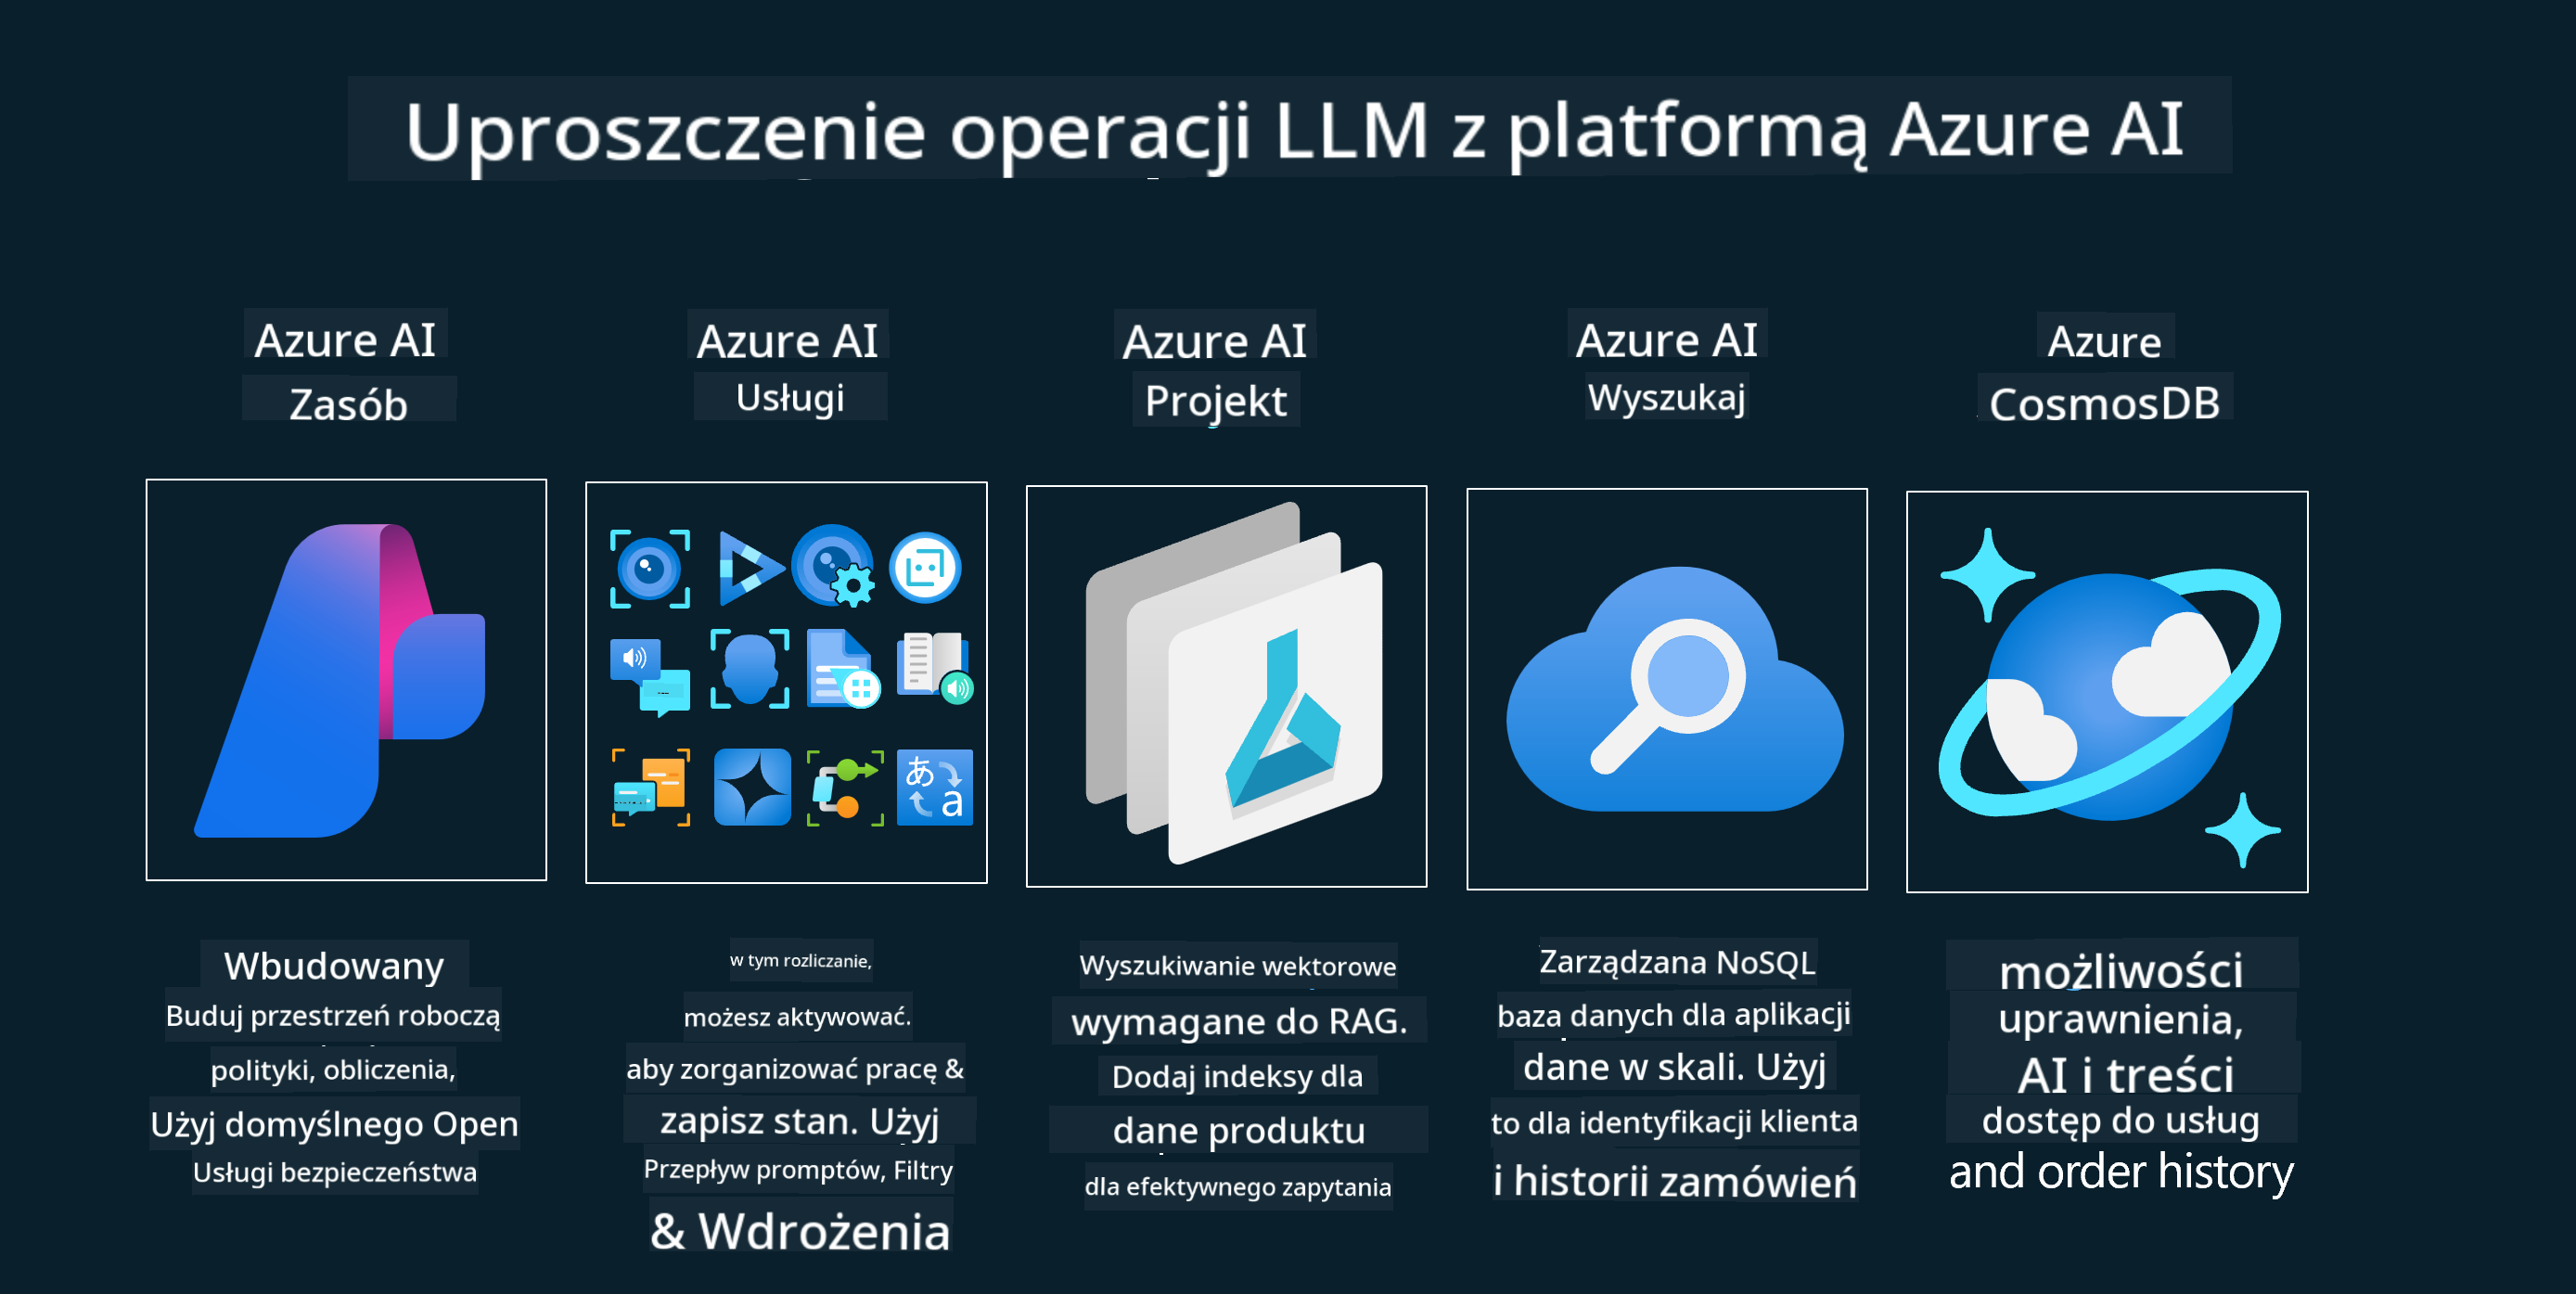 Uproszczenie operacji LLM z platformą Azure AI
Azure AI
Zasób
Azure AI
Usługi
Azure AI
Projekt
Azure AI
Wyszukaj
Azure
CosmosDB
あ
a
Wbudowany
Buduj przestrzeń roboczą
polityki, obliczenia,
Użyj domyślnego Open
Usługi bezpieczeństwa
w tym rozliczanie,
możesz aktywować.
aby zorganizować pracę &
zapisz stan. Użyj
Przepływ promptów, Filtry
& Wdrożenia
Wyszukiwanie wektorowe
wymagane do RAG.
Dodaj indeksy dla
dane produktu
dla efektywnego zapytania
Zarządzana NoSQL
baza danych dla aplikacji
dane w skali. Użyj
to dla identyfikacji klienta
i historii zamówień
możliwości
uprawnienia,
AI i treści
dostęp do usług
and order history